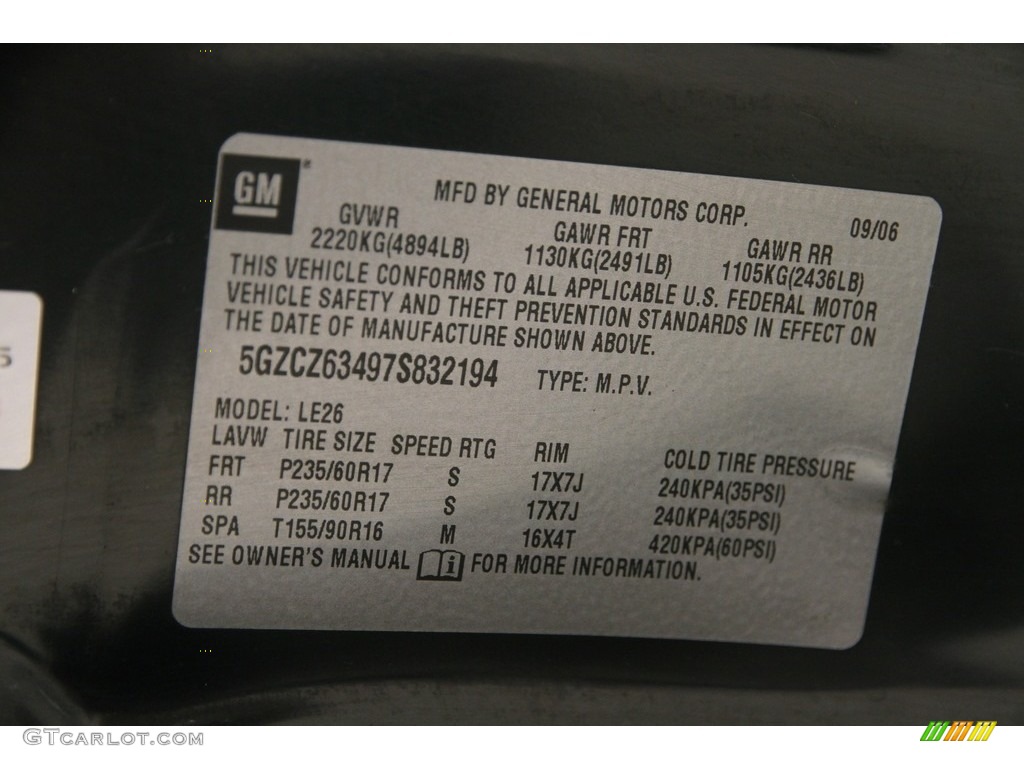 GM
MFD BY GENERAL MOTORS CORP.
09/06
GVWR GAWR FRT GAWR RR
2220KG(4894LB) 1130KG(2491LB) 1105KG(2436LB)
THIS VEHICLE CONFORMS TO ALL APPLICABLE U.S. FEDERAL MOTOR
VEHICLE SAFETY AND THEFT PREVENTION STANDARDS IN EFFECT ON
THE DATE OF MANUFACTURE SHOWN ABOVE.
5GZCZ63497S832194 TYPE: M.P.V.
MODEL: LE26
LAVW TIRE SIZE SPEED RTG RIM COLD TIRE PRESSURE
FRT P235/60R17 S 17X7J 240KPA(35PSI)
RR P235/60R17 S 17X7J 240KPA(35PSI)
SPA T155/90R16 M 16X4T 420KPA(60PSI)
SEE OWNER'S MANUAL i FOR MORE INFORMATION.
5
GTCarlot.com